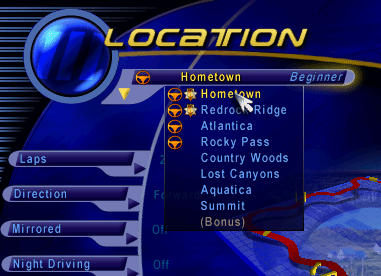 LOCATION
Hometown Beginner
Hometown
Redrock Ridge
Atlantica
Rocky Pass
Country Woods
Lost Canyons
Aquatica
Summit
(Bonus)
Laps
Direction
Mirrored Off
Night Driving Off